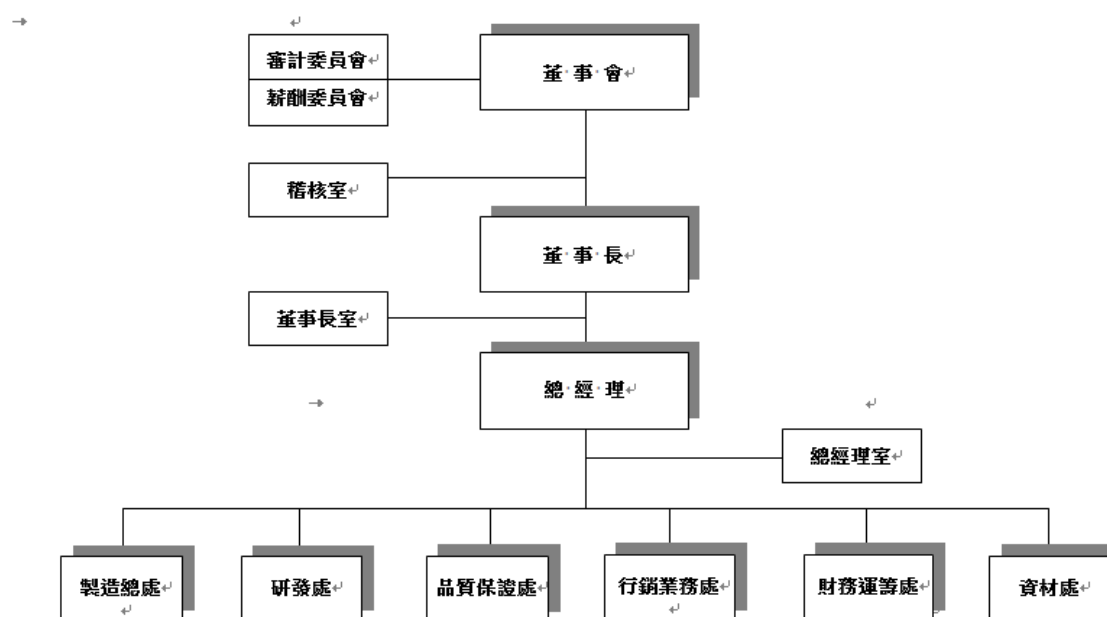 審計委員會
薪酬委員會
董事會
稽核室
董事長
董事長室
總經理
總經理室
製造總處
研發處
品質保證處
行銷業務處
財務運籌處
資材處